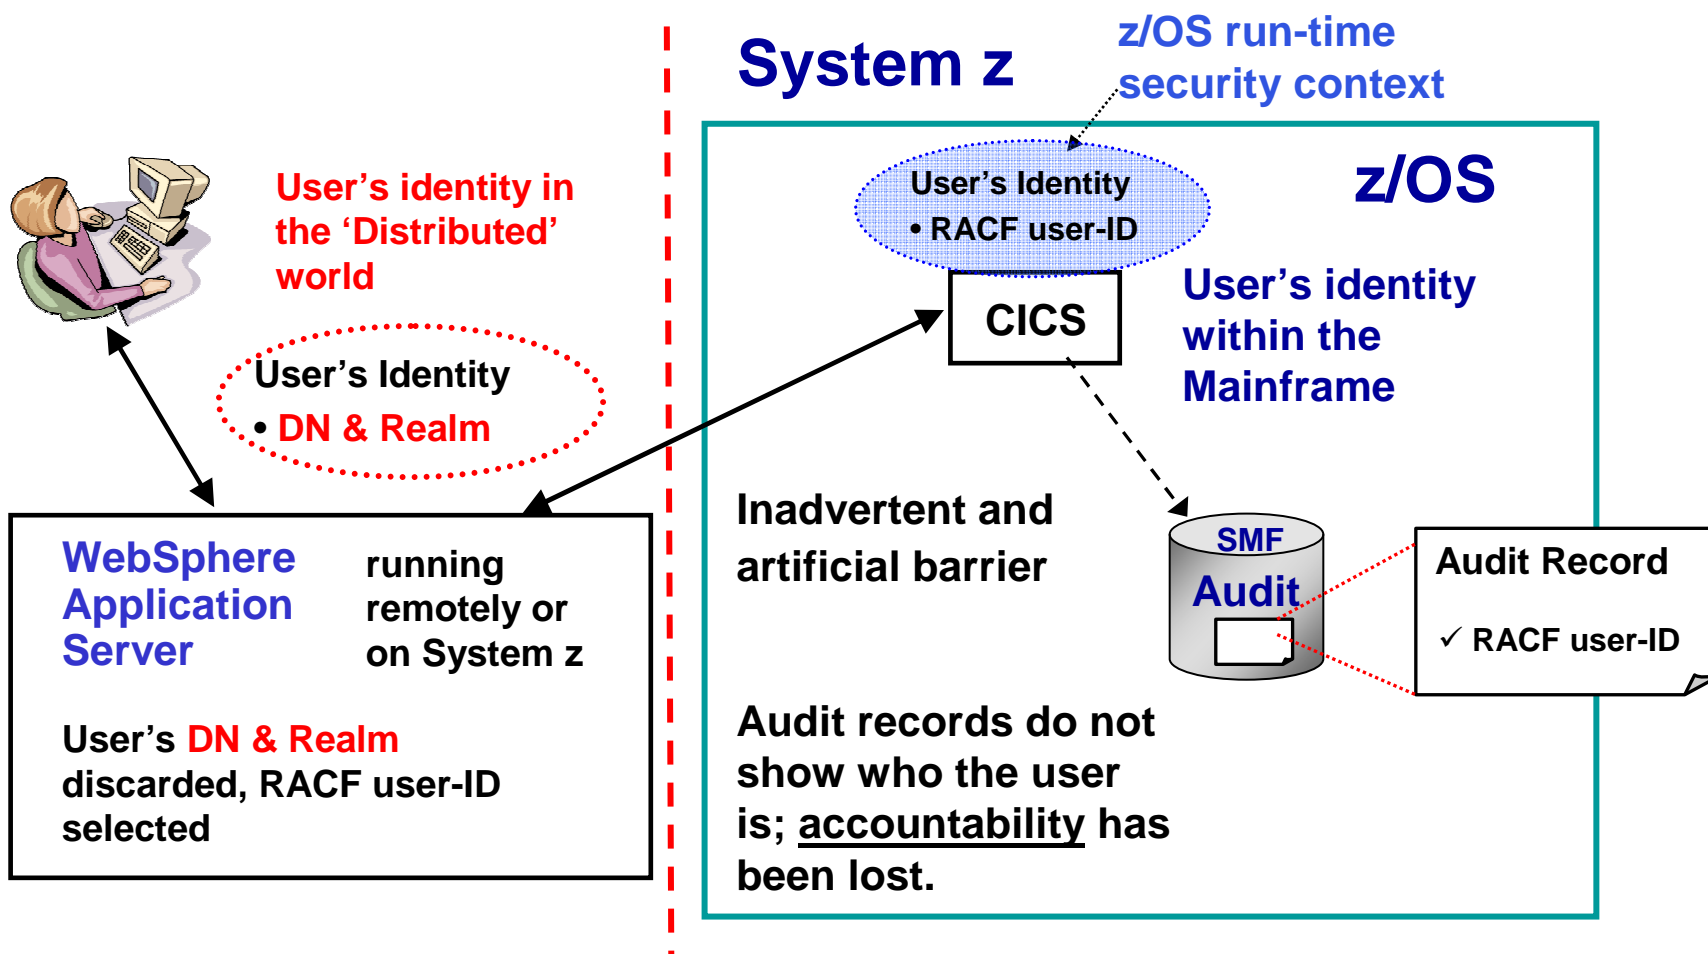 System z
z/OS run-time
security context
z/OS
User's Identity
• RACF user-ID
CICS
User's identity
within the
Mainframe
User's identity in
the 'Distributed'
world
User's Identity
• DN & Realm
WebSphere
Application
Server
running
remotely or
on System z
User's DN & Realm
discarded, RACF user-ID
selected
Inadvertent and
artificial barrier
SMF
Audit
Audit Record
✓ RACF user-ID
Audit records do not
show who the user
is; accountability has
been lost.